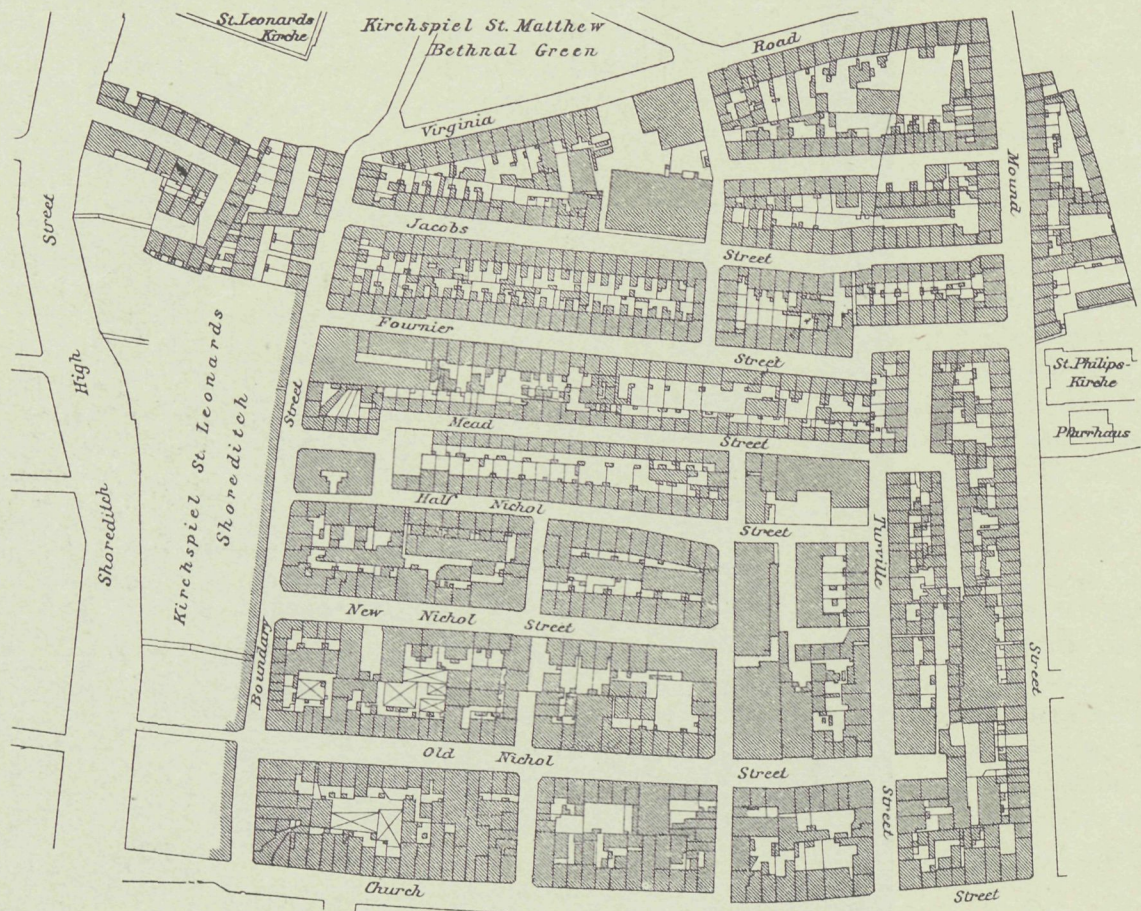 St. Leonards
Kirche
Kirchspiel St. Matthew
Bethnal Green
Road
Virginia
Mound
Street
Jacobs
Street
High
Kirchspiel St. Leonards
Shoreditch
Fournier
Street
Street
St. Philips-
Kirche
Mead
Street
Pfarrhaus
Half Nichol
Street
Shoreditch
Turville
New Nichol Street
Boundary
Street
Old Nichol
Street
Street
Church
Street